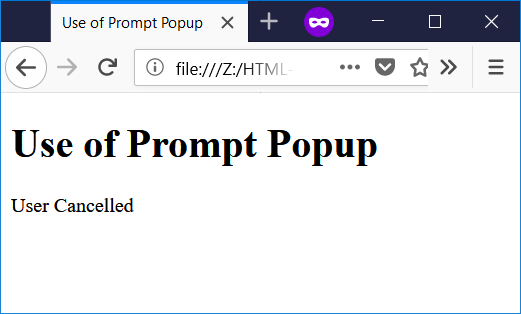 Use of Prompt Popup
file:///Z:/HTML-
Use of Prompt Popup
User Cancelled